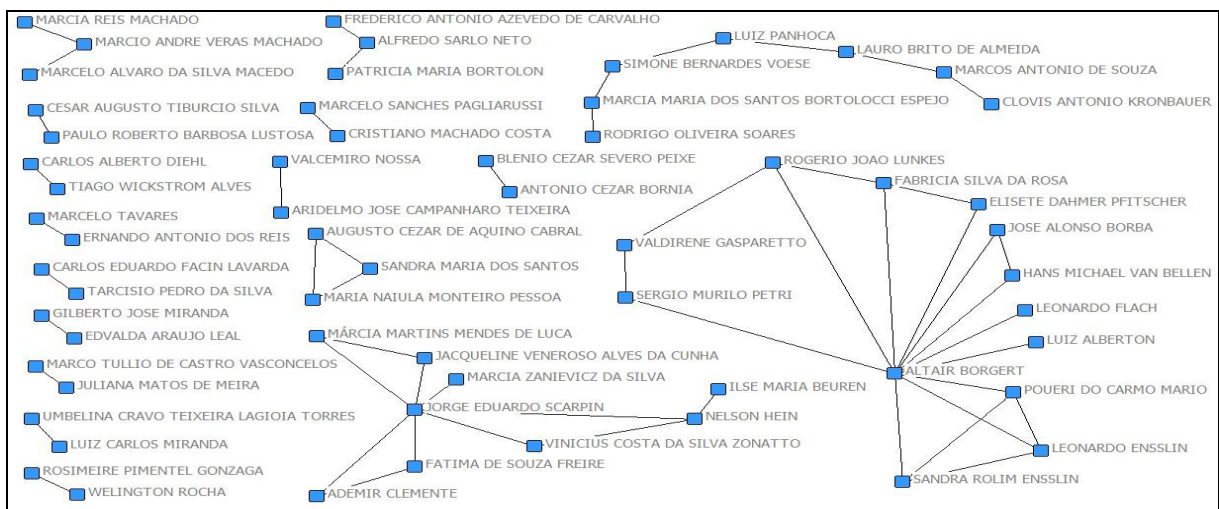 MARCIA REIS MACHADO
MARCIO ANDRE VERAS MACHADO
MARCELO ALVARO DA SILVA MACEDO
FREDERICO ANTONIO AZEVEDO DE CARVALHO
ALFREDO SARLO NETO
PATRICIA MARIA BORTOLON
LUIZ PANHOCA
LAURO BRITO DE ALMEIDA
SIMONE BERNARDES VOESE
MARCOS ANTONIO DE SOUZA
MARCIA MARIA DOS SANTOS BORTOLOCCI ESPEJO
CLOVIS ANTONIO KRONBAUER
RODRIGO OLIVEIRA SOARES
CESAR AUGUSTO TIBURCIO SILVA
PAULO ROBERTO BARBOSA LUSTOSA
MARCELO SANCHES PAGLIARUSSI
CRISTIANO MACHADO COSTA
CARLOS ALBERTO DIEHL
TIAGO WICKSTROM ALVES
VALCEMIRO NOSSA
ARIDELMO JOSE CAMPANHARO TEIXEIRA
BLENIO CEZAR SEVERO PEIXE
ANTONIO CEZAR BORNIA
ROGERIO JOAO LUNKES
FABRICIA SILVA DA ROSA
ELISETE DAHMER PFITSCHER
JOSE ALONSO BORBA
VALDIRENE GASPARETTO
HANS MICHAEL VAN BELLEN
SERGIO MURILO PETRI
LEONARDO FLACH
LUIZ ALBERTON
ALTAIR BORGERT
POUERI DO CARMO MARIO
LEONARDO ENSSLIN
SANDRA ROLIM ENSSLIN
MARCELO TAVARES
ERNANDO ANTONIO DOS REIS
AUGUSTO CEZAR DE AQUINO CABRAL
SANDRA MARIA DOS SANTOS
MARIA NAIULA MONTEIRO PESSOA
CARLOS EDUARDO FACIN LAVARDA
TARCISIO PEDRO DA SILVA
GILBERTO JOSE MIRANDA
EDVALDA ARAUJO LEAL
MÁRCIA MARTINS MENDES DE LUCA
JACQUELINE VENEROSO ALVES DA CUNHA
MARCIA ZANIEVICZ DA SILVA
ILSE MARIA BEUREN
JORGE EDUARDO SCARPIN
NELSON HEIN
VINICIUS COSTA DA SILVA ZONATTO
FATIMA DE SOUZA FREIRE
ADEMIR CLEMENTE
MARCO TULLIO DE CASTRO VASCONCELOS
JULIANA MATOS DE MEIRA
UMBELINA CRAVO TEIXEIRA LAGIOIA TORRES
LUIZ CARLOS MIRANDA
ROSIMEIRE PIMENTEL GONZAGA
WELINGTON ROCHA